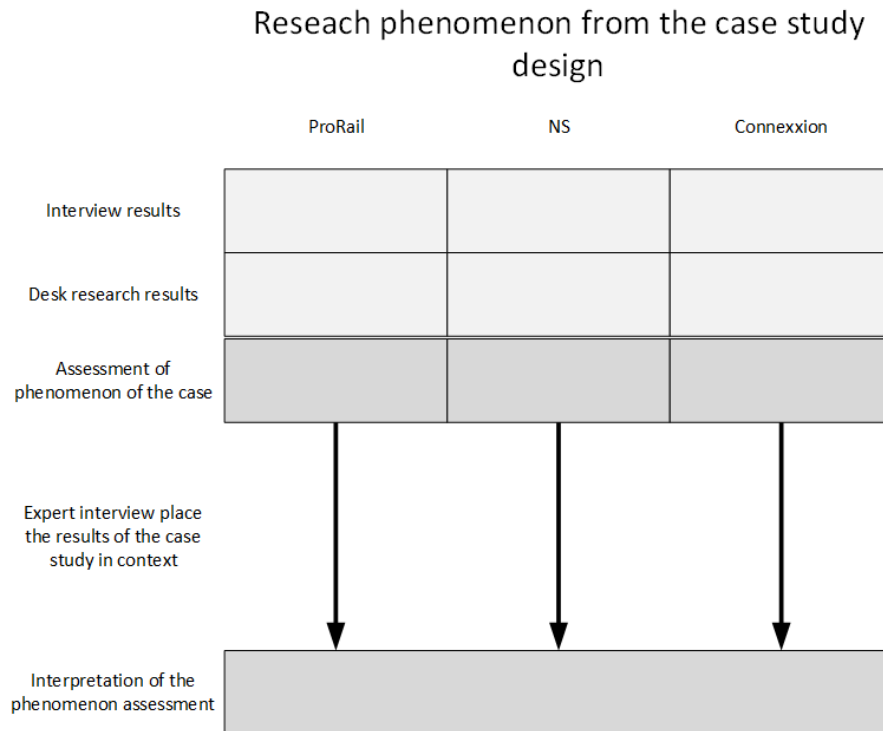 Reseach phenomenon from the case study
design
ProRail
NS
Connexxion
Interview results
Desk research results
Assessment of
phenomenon of the case
Expert interview place
the results of the case
study in context
Interpretation of the
phenomenon assessment